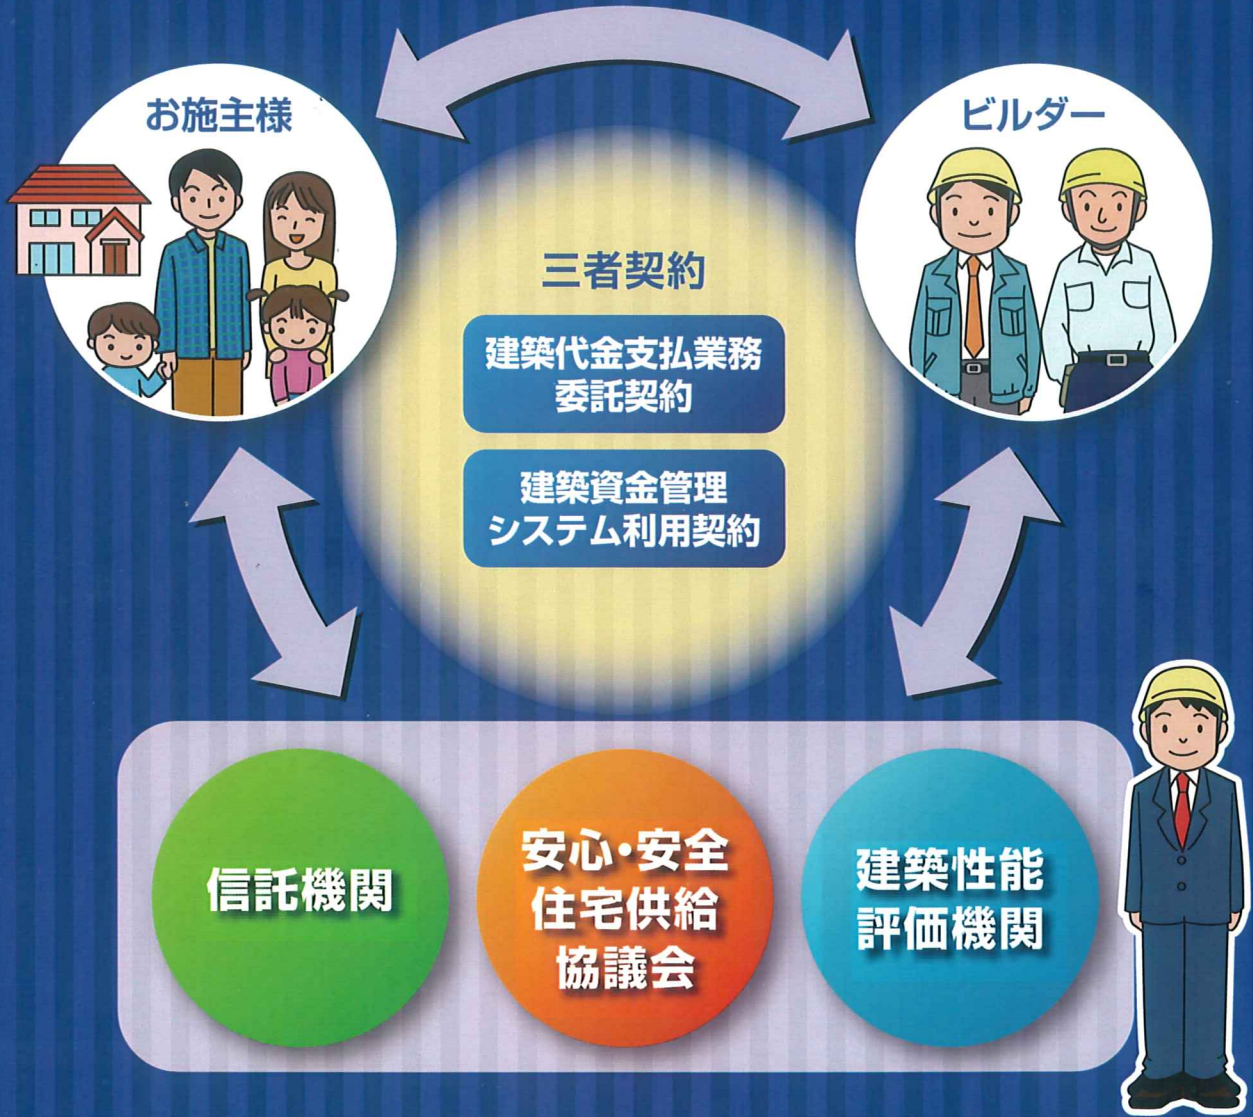 お施主様
ビルダー
三者契約
建築代金支払業務
委託契約
建築資金管理
システム利用契約
信託機関
安心・安全
住宅供給
協議会
建築性能
評価機関